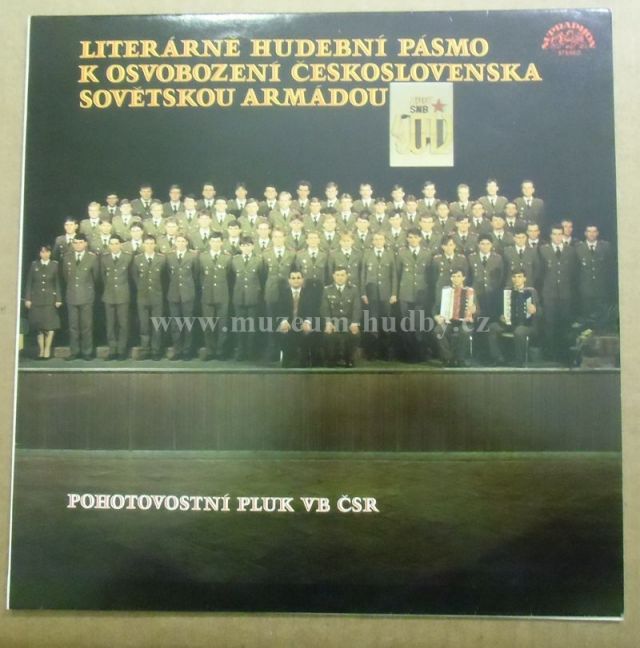 LITERÁRNĚ HUDEBNÍ PÁSMO
K OSVOBOZENÍ ČESKOSLOVENSKA
SOVĚTSKOU ARMÁDOU
SUPRAPHON
STEREO
SNB
www.muzeum-hudby.cz
POHOTOVOSTNÍ PLUK VB ČSR